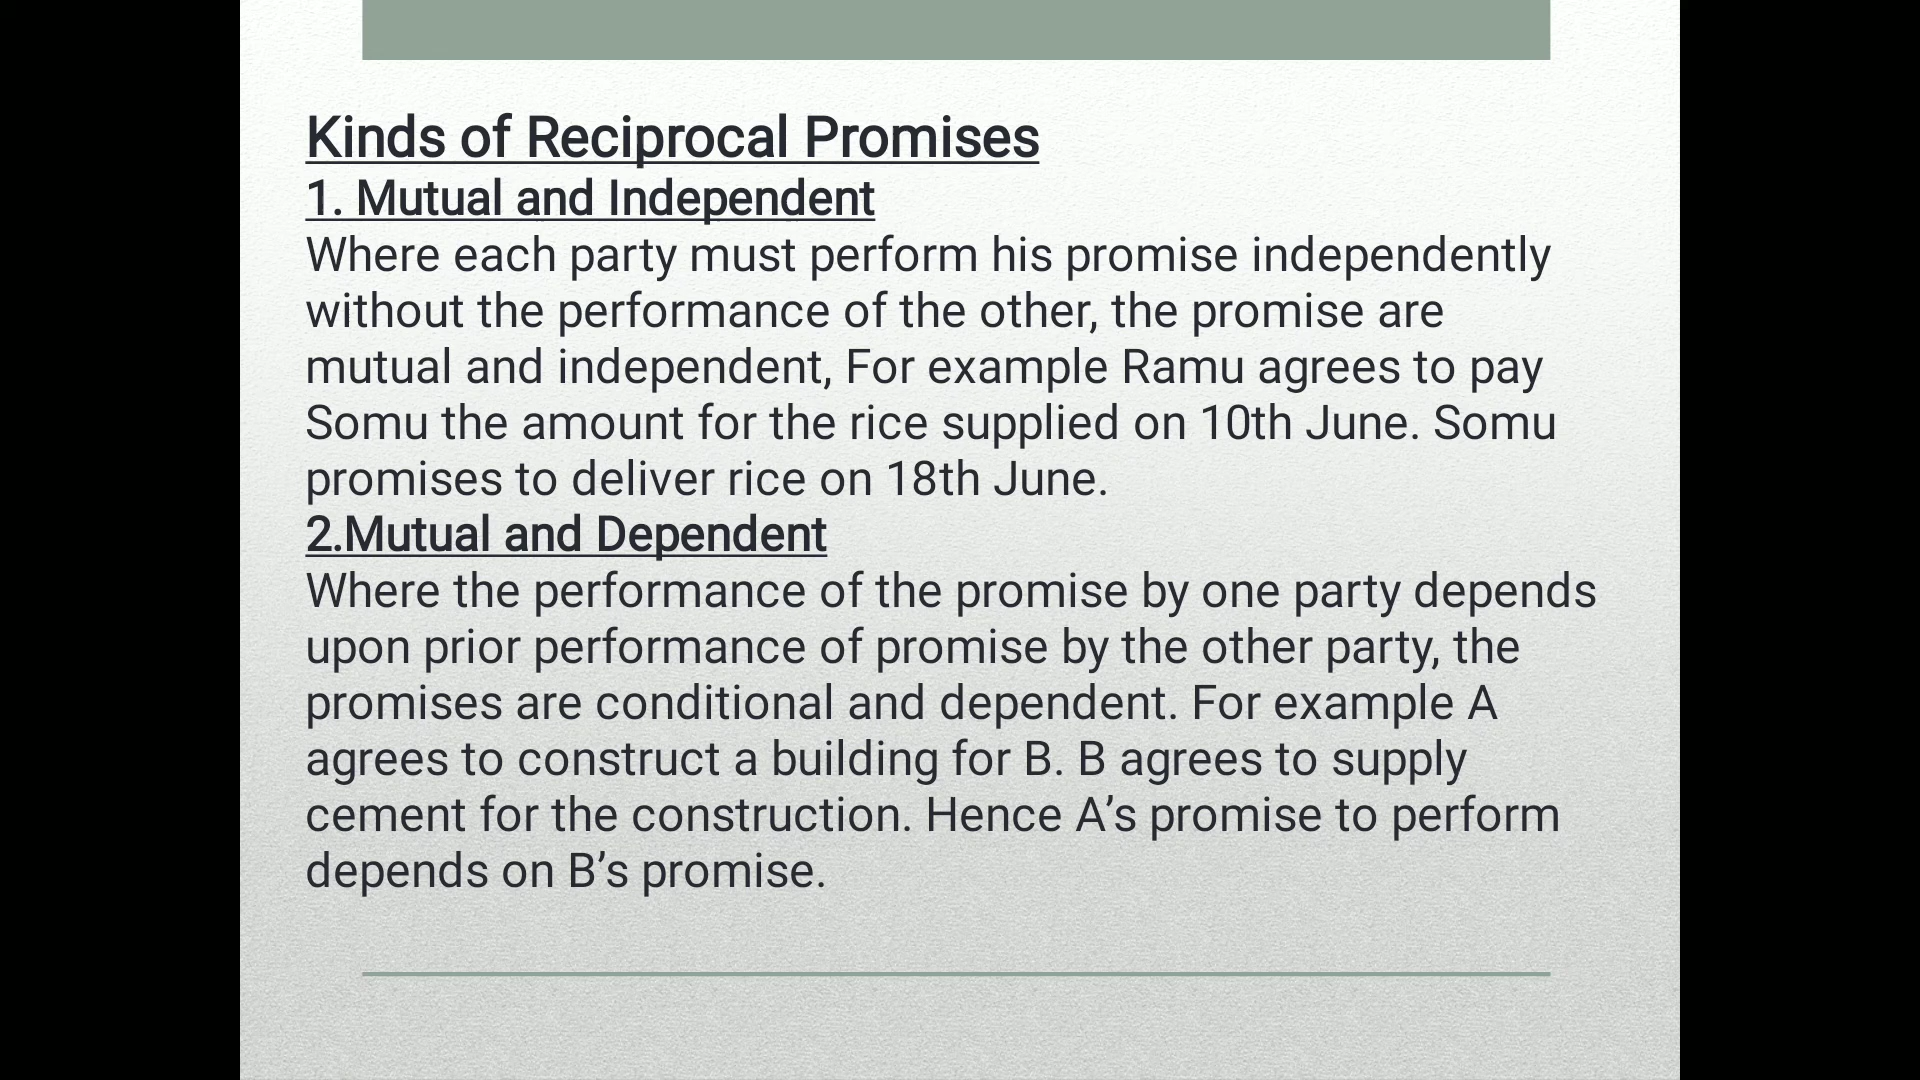 Kinds of Reciprocal Promises
1. Mutual and Independent
Where each party must perform his promise independently
without the performance of the other, the promise are
mutual and independent, For example Ramu agrees to pay
Somu the amount for the rice supplied on 10th June. Somu
promises to deliver rice on 18th June.
2.Mutual and Dependent
Where the performance of the promise by one party depends
upon prior performance of promise by the other party, the
promises are conditional and dependent. For example A
agrees to construct a building for B. B agrees to supply
cement for the construction. Hence A’s promise to perform
depends on B’s promise.